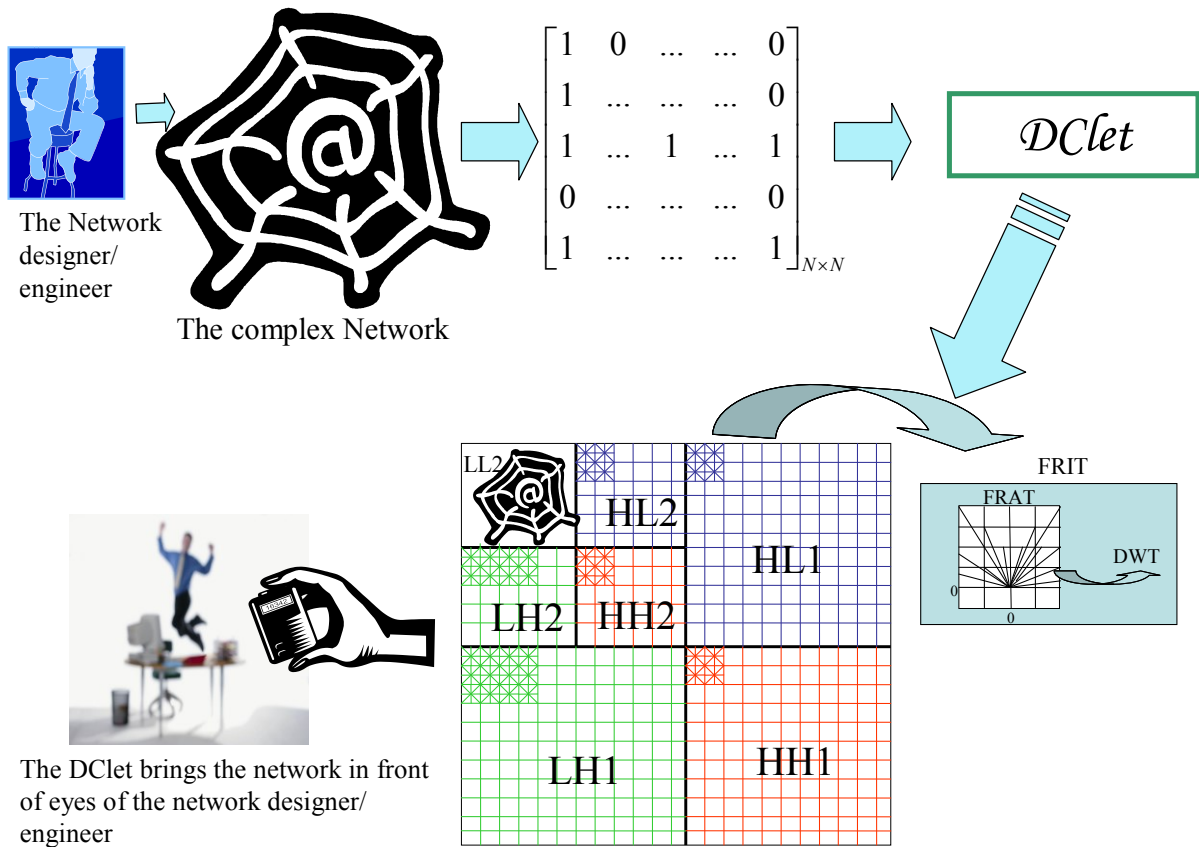 @
1 0 ... ... 0
1 ... ... ... 0
1 ... 1 ... 1
0 ... ... ... 0
1 ... ... ... 1
N×N
DClet
The Network
designer/
engineer
The complex Network
LL2
@
HL2
HL1
LH2
HH2
LH1
HH1
FRIT
FRAT
DWT
0
0
The DClet brings the network in front
of eyes of the network designer/
engineer